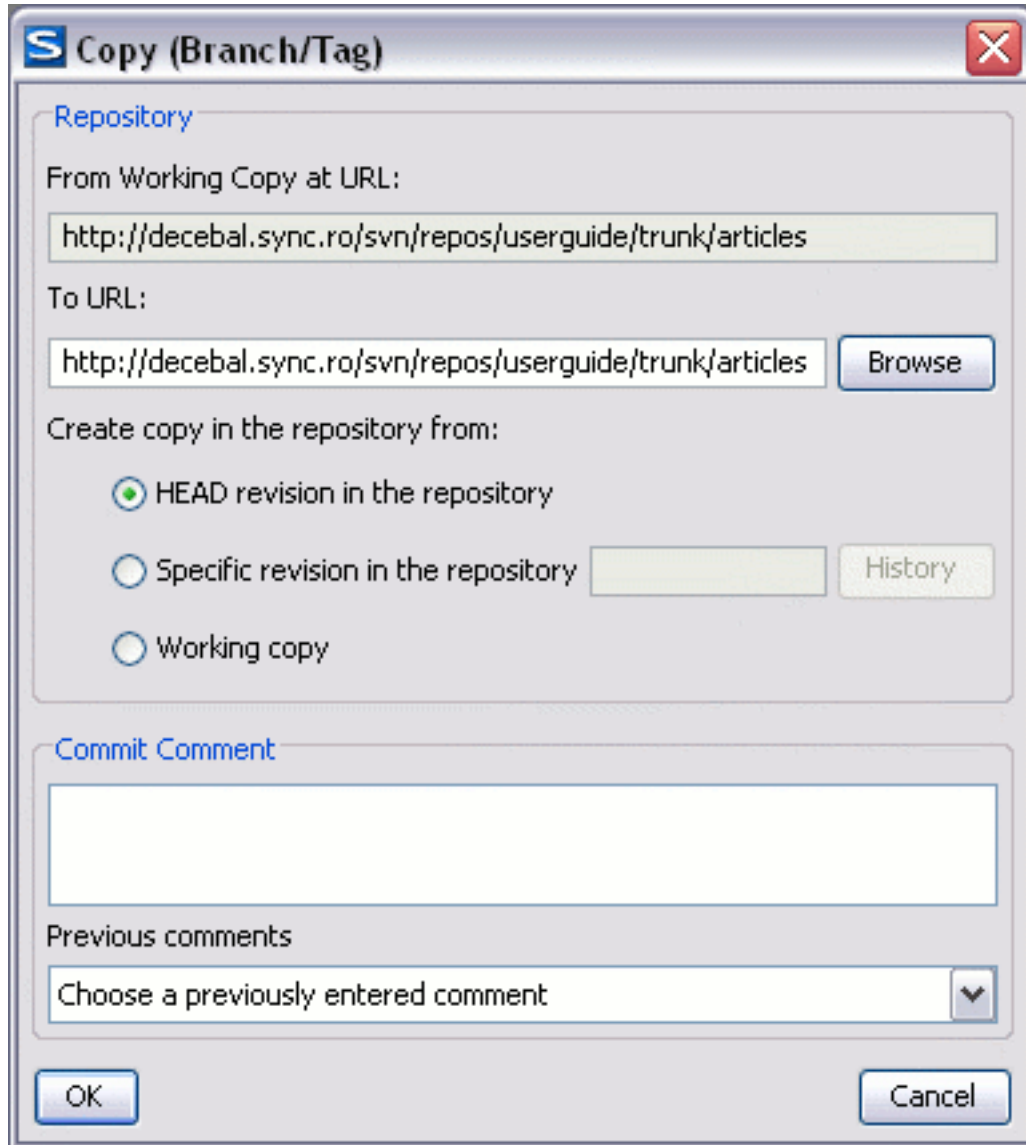 S Copy (Branch/Tag)
Repository
From Working Copy at URL:
http://decebal.sync.ro/svn/repos/userguide/trunk/articles
To URL:
http://decebal.sync.ro/svn/repos/userguide/trunk/articles Browse
Create copy in the repository from:
HEAD revision in the repository
Specific revision in the repository History
Working copy
Commit Comment
Previous comments
Choose a previously entered comment
OK Cancel